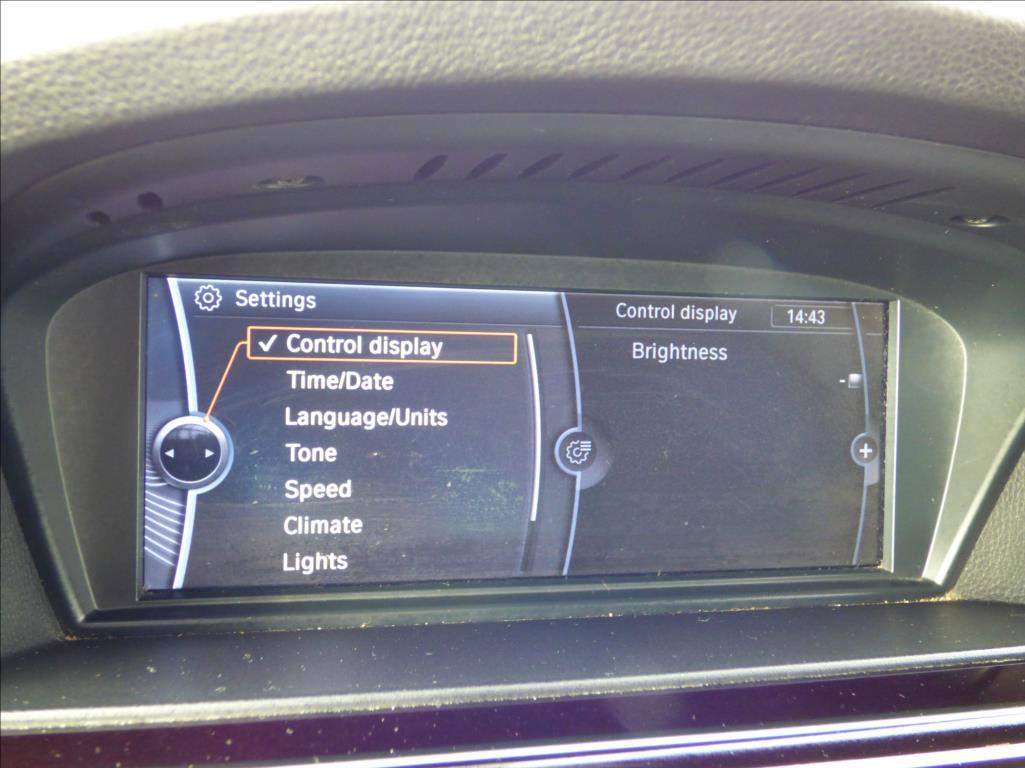 Settings
Control display
Time/Date
Language/Units
Tone
Speed
Climate
Lights
Control display 14:43
Brightness